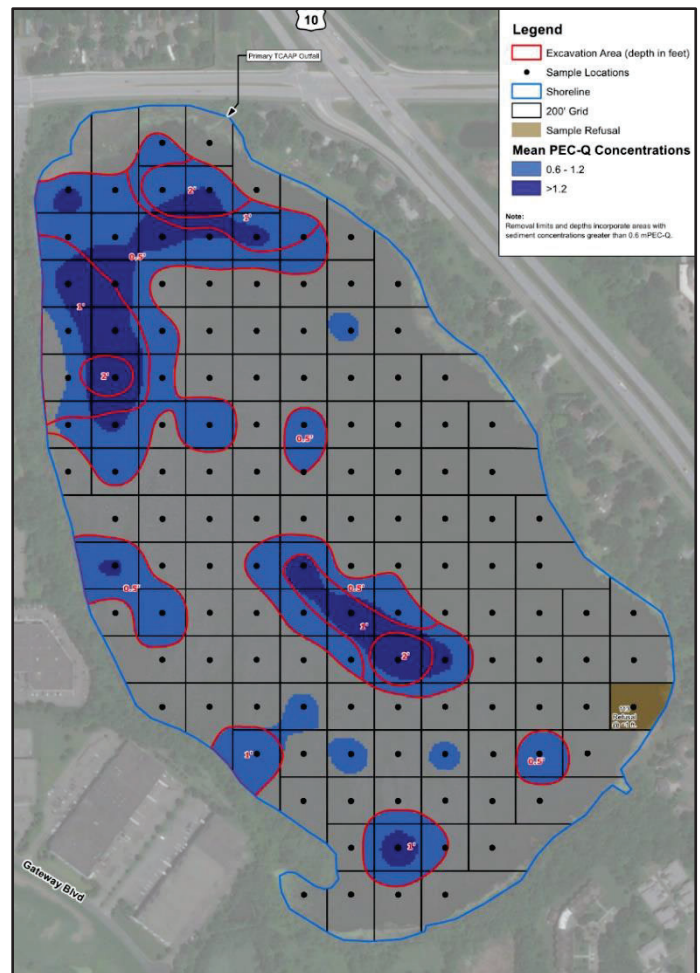 10
Primary TCAAP Outfall
Legend
Excavation Area (depth in feet)
Sample Locations
Shoreline
200' Grid
Sample Refusal
Mean PEC-Q Concentrations
0.6 - 1.2
>1.2
Note:
Removal limits and depths incorporate areas with
sediment concentrations greater than 0.6 mPEC-Q.
2'
1'
0.5'
1'
2'
0.5'
0.5'
0.5'
1'
2'
Refusal
1'
0.5'
1'
Gateway Blvd